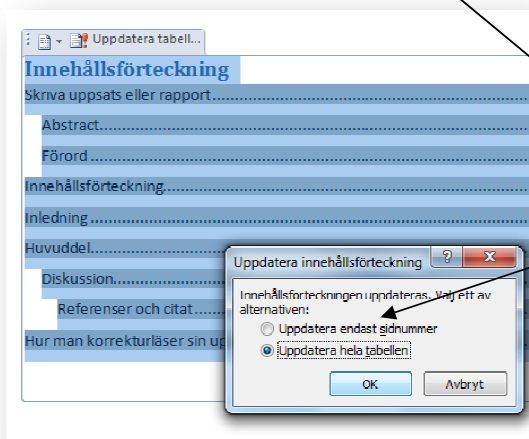 Uppdatera tabell...
Innehållsförteckning
Skriva uppsats eller rapport
Abstract
Förord
Innehållsförteckning
Inledning
Huvuddel
Diskussion
Referenser och citat
Hur man korrekturläser sin up
Uppdatera innehållsförteckning
Innehållsförteckningen uppdateras. Välj ett av
alternativen:
Uppdatera endast sidnummer
Uppdatera hela tabellen
OK Avbryt